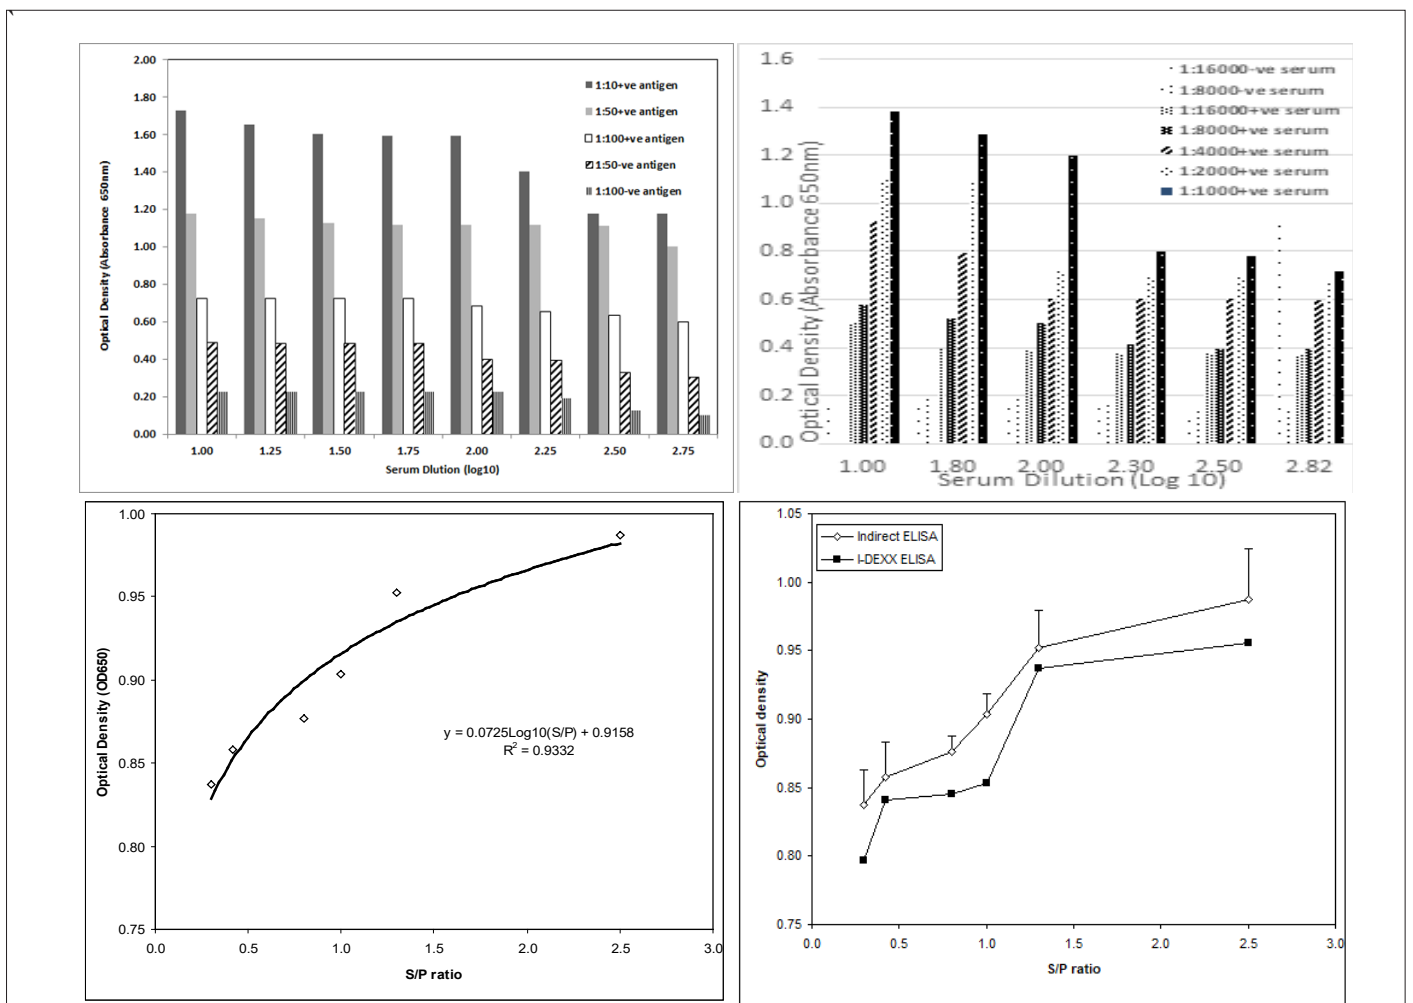 2.00
1.80
1.60
1.40
1.20
1.00
0.80
0.60
0.40
0.20
0.00
Optical Density (Absorbance 650nm)
1:10+ve antigen
1:50+ve antigen
1:100+ve antigen
1:50-ve antigen
1:100-ve antigen
1.00 1.25 1.50 1.75 2.00 2.25 2.50 2.75
Serum Dlution (log10)
1.6
1.4
1.2
1.0
0.8
0.6
0.4
0.2
0.0
Optical Density (Absorbance 650nm)
1:16000-ve serum
1:8000-ve serum
1:16000+ve serum
1:8000+ve serum
1:4000+ve serum
1:2000+ve serum
1:1000+ve serum
1.00 1.80 2.00 2.30 2.50 2.82
Serum Dilution (Log 10)
1.00
0.95
0.90
0.85
0.80
0.75
Optical Density (OD650)
y = 0.0725Log10(S/P) + 0.9158
R² = 0.9332
0.0 0.5 1.0 1.5 2.0 2.5 3.0
S/P ratio
1.05
1.00
0.95
0.90
0.85
0.80
0.75
Optical density
Indirect ELISA
I-DEXX ELISA
0.0 0.5 1.0 1.5 2.0 2.5 3.0
S/P ratio